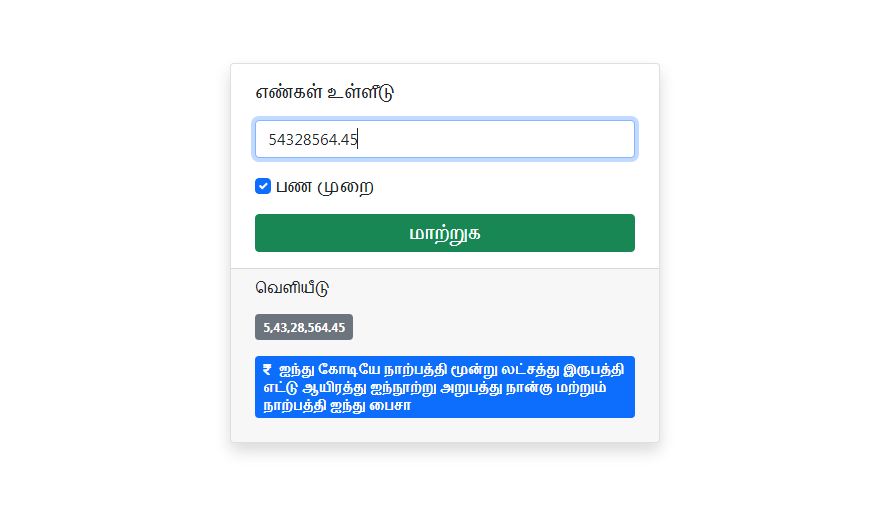 எண்கள் உள்ளீடு
54328564.45
பண முறை
மாற்றுக
வெளியீடு
5,43,28,564.45
₹ ஐந்து கோடியே நாற்பத்தி மூன்று லட்சத்து இருபத்தி
எட்டு ஆயிரத்து ஐந்நூற்று அறுபத்து நான்கு மற்றும்
நாற்பத்தி ஐந்து பைசா